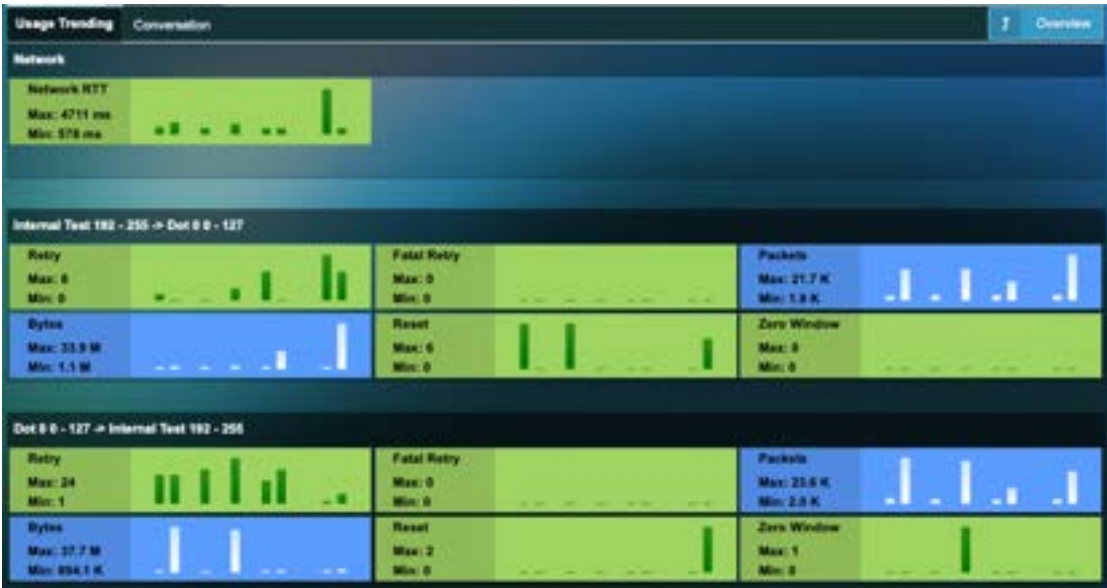 Usage Trending Conversation Overview
Network
Network RTT
Max: 4711 ms
Min: 578 ms
Internal Test 192 - 255 -> Dot 0 0 - 127
Retry
Max: 8
Min: 0
Fatal Retry
Max: 0
Min: 0
Packets
Max: 21.7 K
Min: 1.9 K
Bytes
Max: 33.9 M
Min: 1.1 M
Reset
Max: 6
Min: 0
Zero Window
Max: 0
Min: 0
Dot 0 0 - 127 -> Internal Test 192 - 255
Retry
Max: 24
Min: 1
Fatal Retry
Max: 0
Min: 0
Packets
Max: 23.6 K
Min: 2.0 K
Bytes
Max: 37.7 M
Min: 894.1 K
Reset
Max: 2
Min: 0
Zero Window
Max: 1
Min: 0